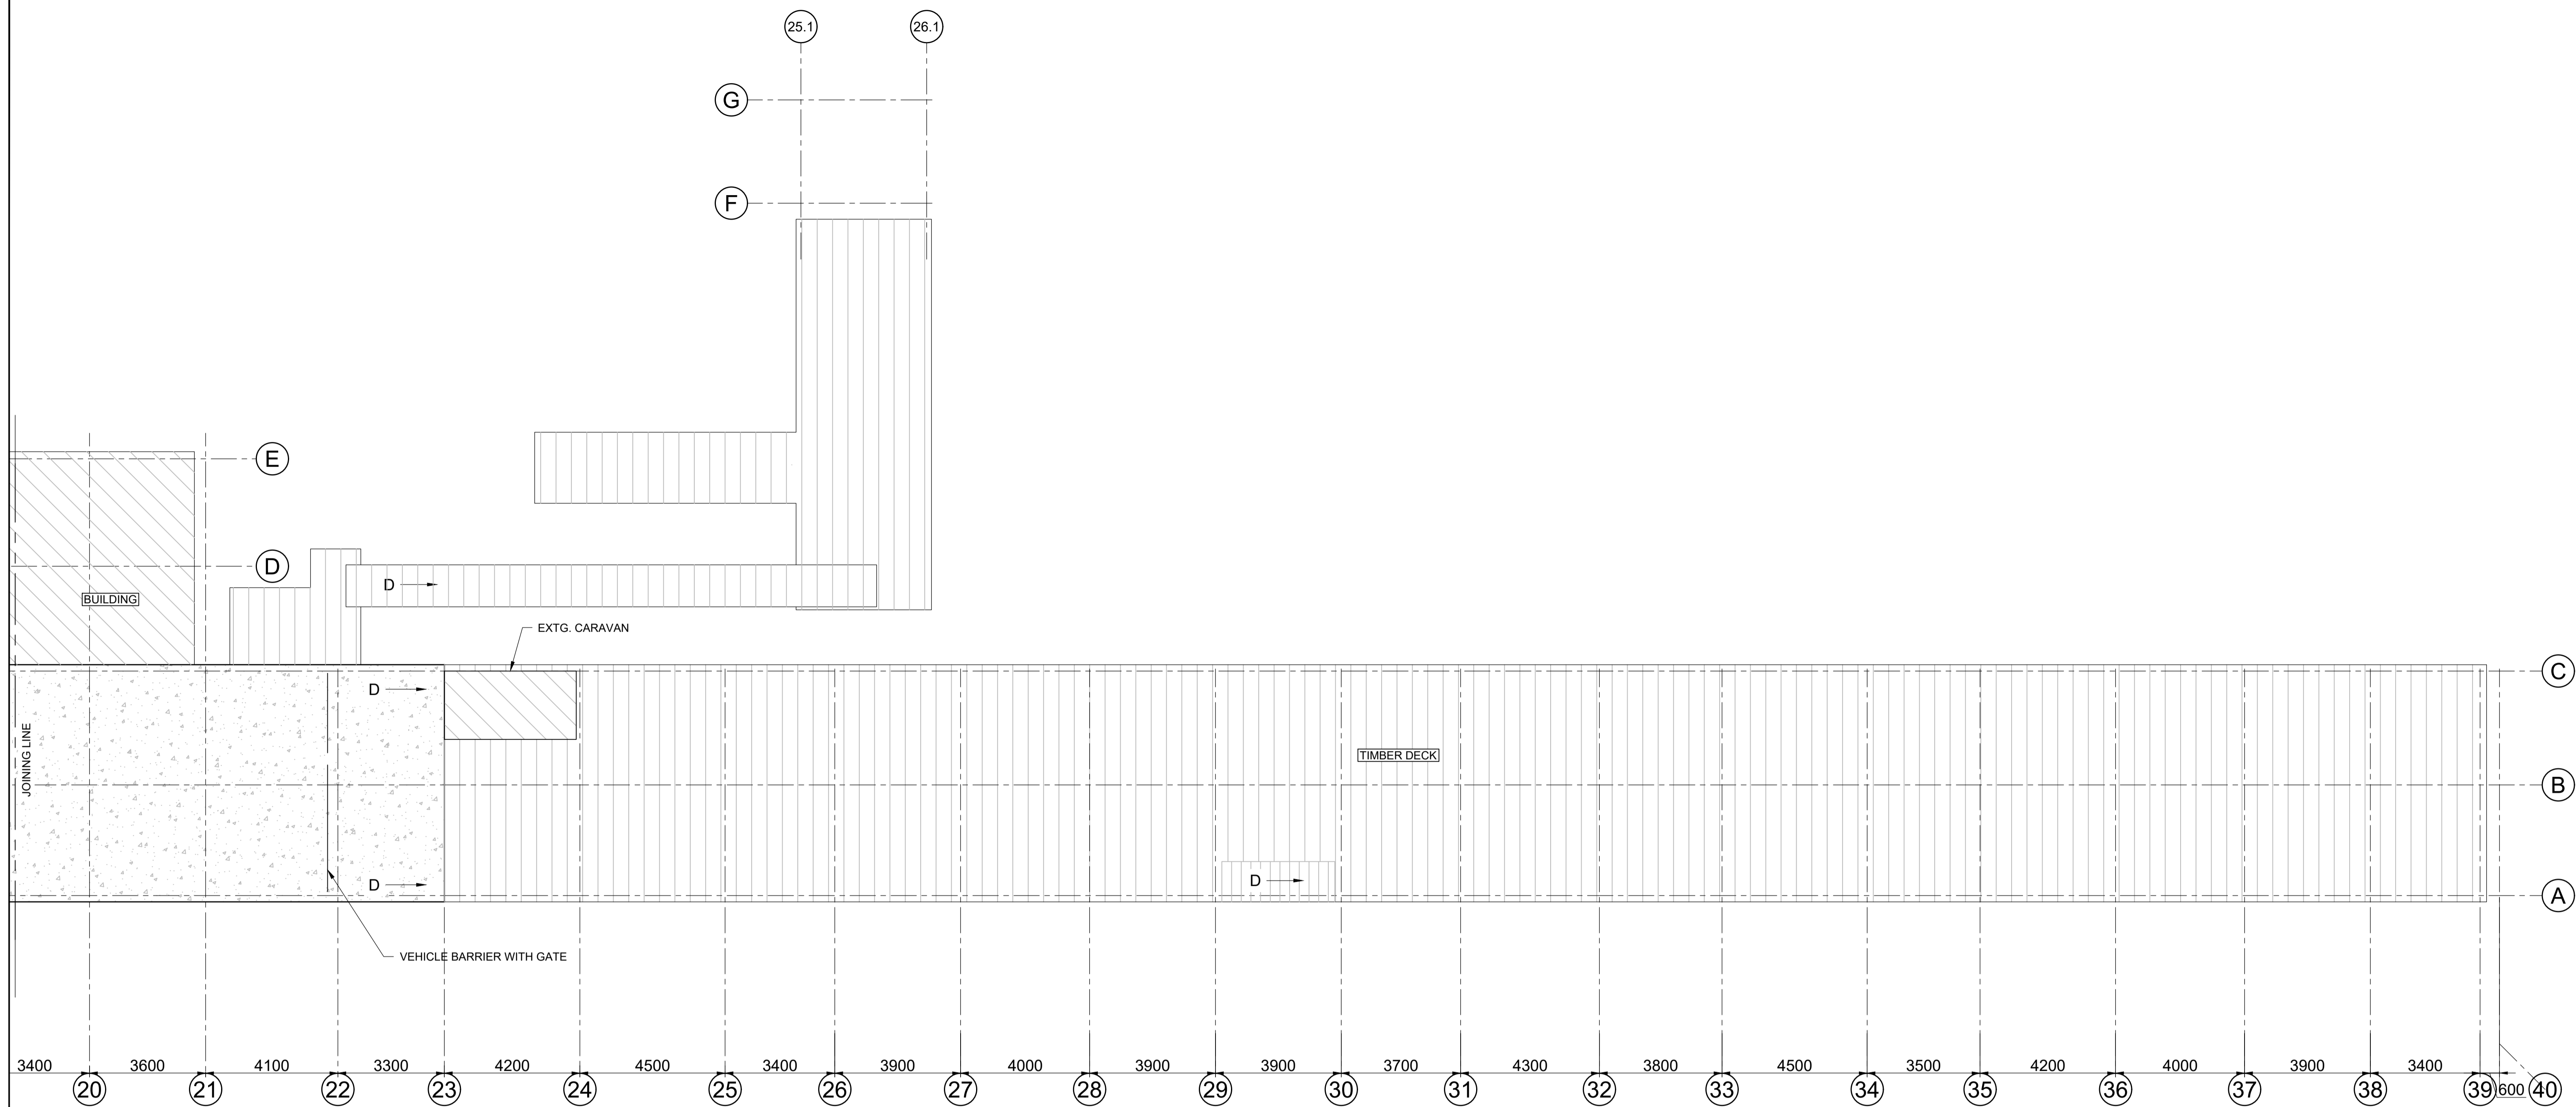 25.1
26.1
G
F
E
D
BUILDING
D
EXTG. CARAVAN
C
D
JOINING LINE
TIMBER DECK
B
D
D
A
VEHICLE BARRIER WITH GATE
3400 3600 4100 3300 4200 4500 3400 3900 4000 3900 3900 3700 4300 3800 4500 3500 4200 4000 3900 3400 600
20 21 22 23 24 25 26 27 28 29 30 31 32 33 34 35 36 37 38 39 40